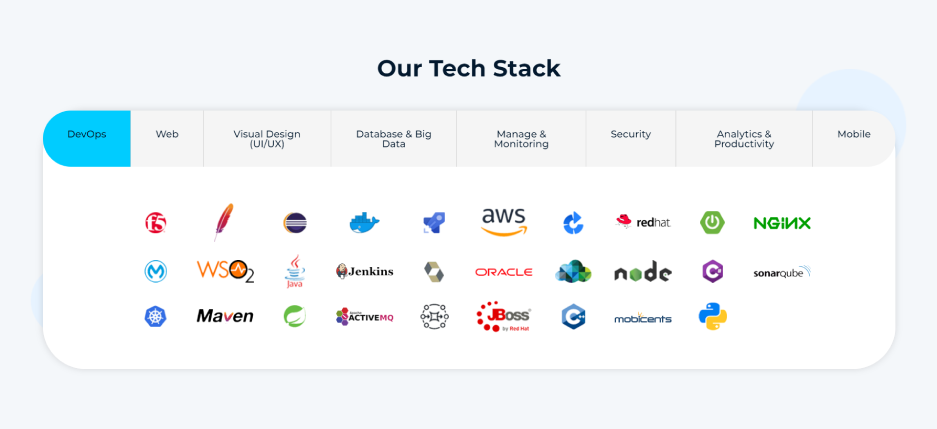 Our Tech Stack
DevOps
Web
Visual Design
(UI/UX)
Database & Big
Data
Manage &
Monitoring
Security
Analytics &
Productivity
Mobile
f5
aws
redhat
NGINX
WSO2
Java
Jenkins
ORACLE
node
C#
sonarqube
Maven
Apache
ACTIVEMQ
JBoss
by Red Hat
C++
mobicents